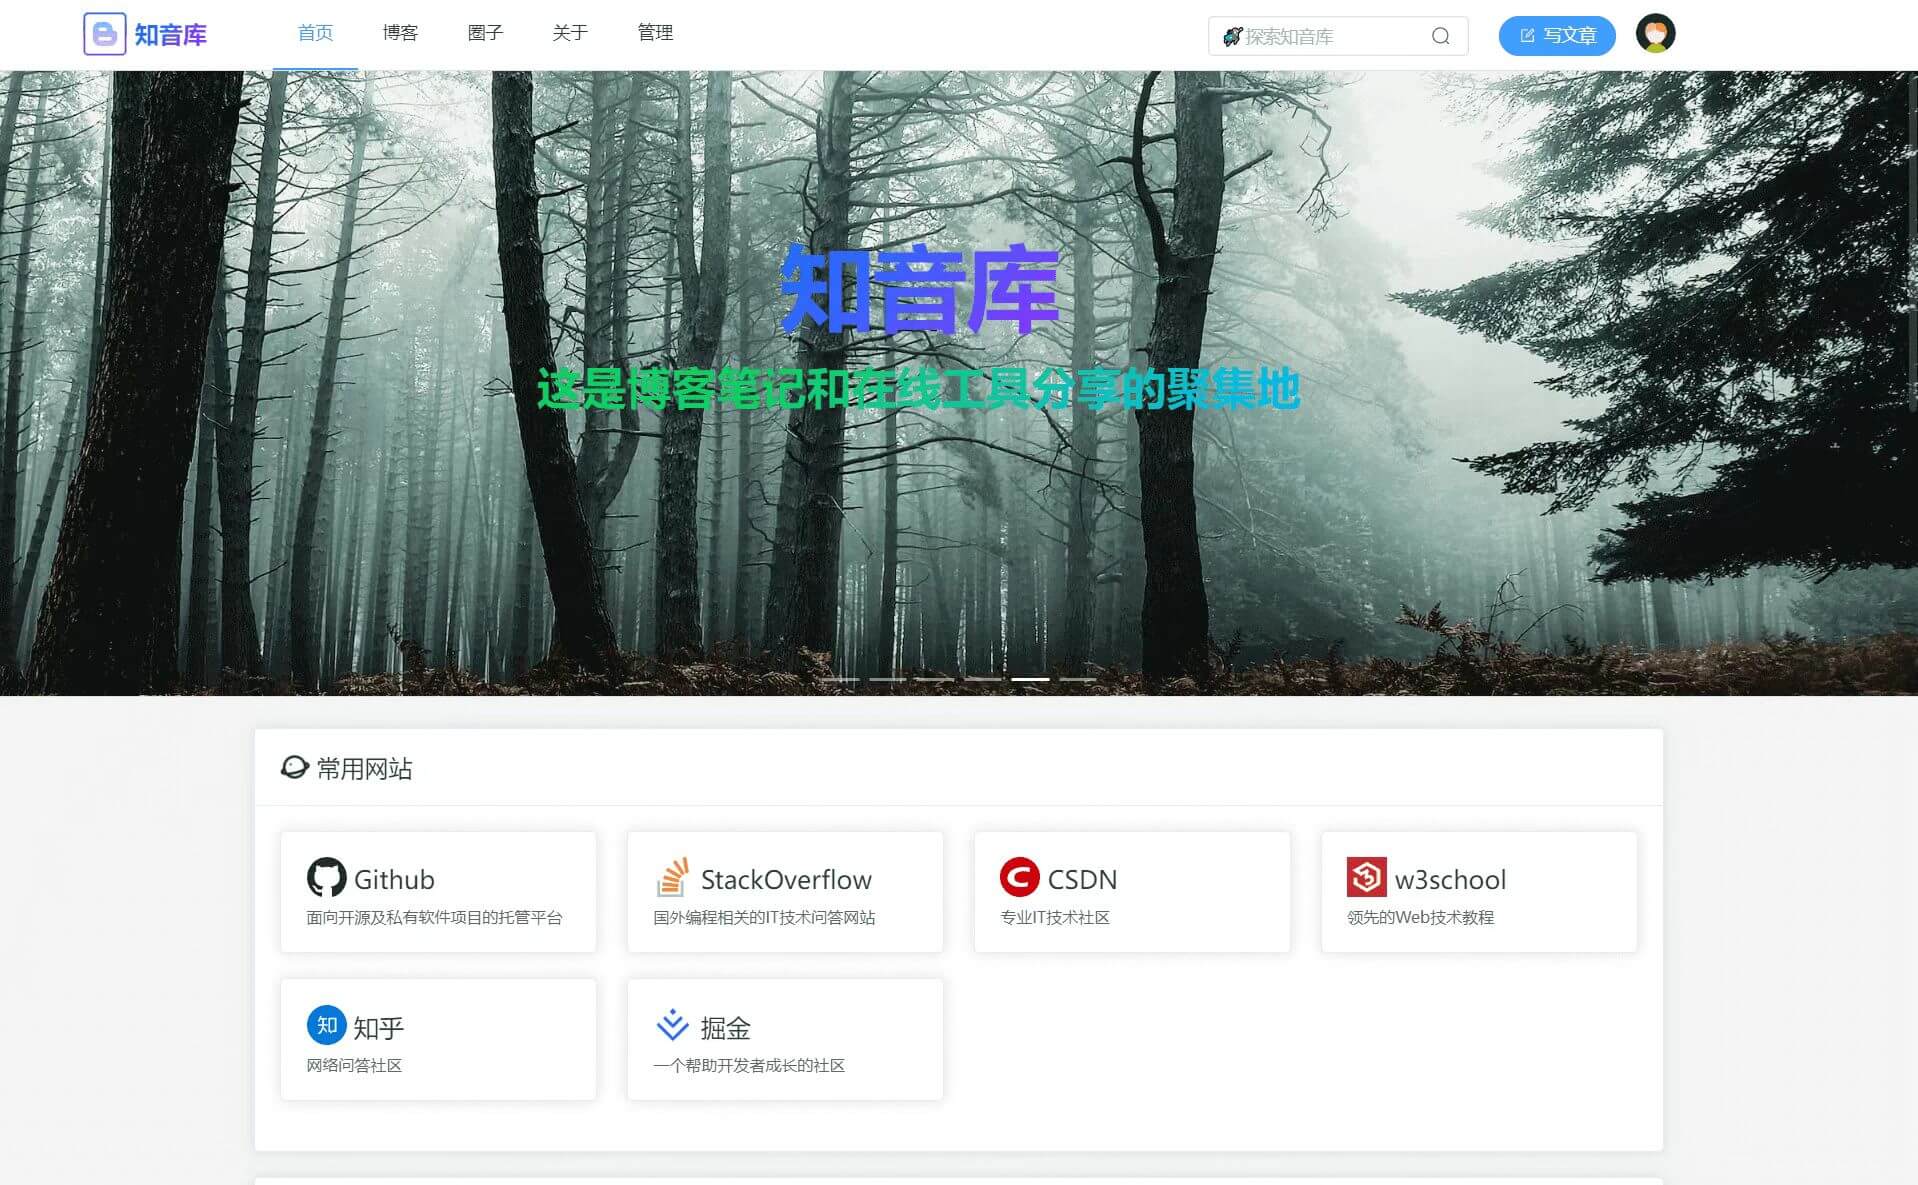 知音库
首页 博客 圈子 关于 管理
探索知音库
写文章
知音库
这是博客笔记和在线工具分享的聚集地
常用网站
Github
面向开源及私有软件项目的托管平台
StackOverflow
国外编程相关的IT技术问答网站
CSDN
专业IT技术社区
w3school
领先的Web技术教程
知 知乎
网络问答社区
掘金
一个帮助开发者成长的社区